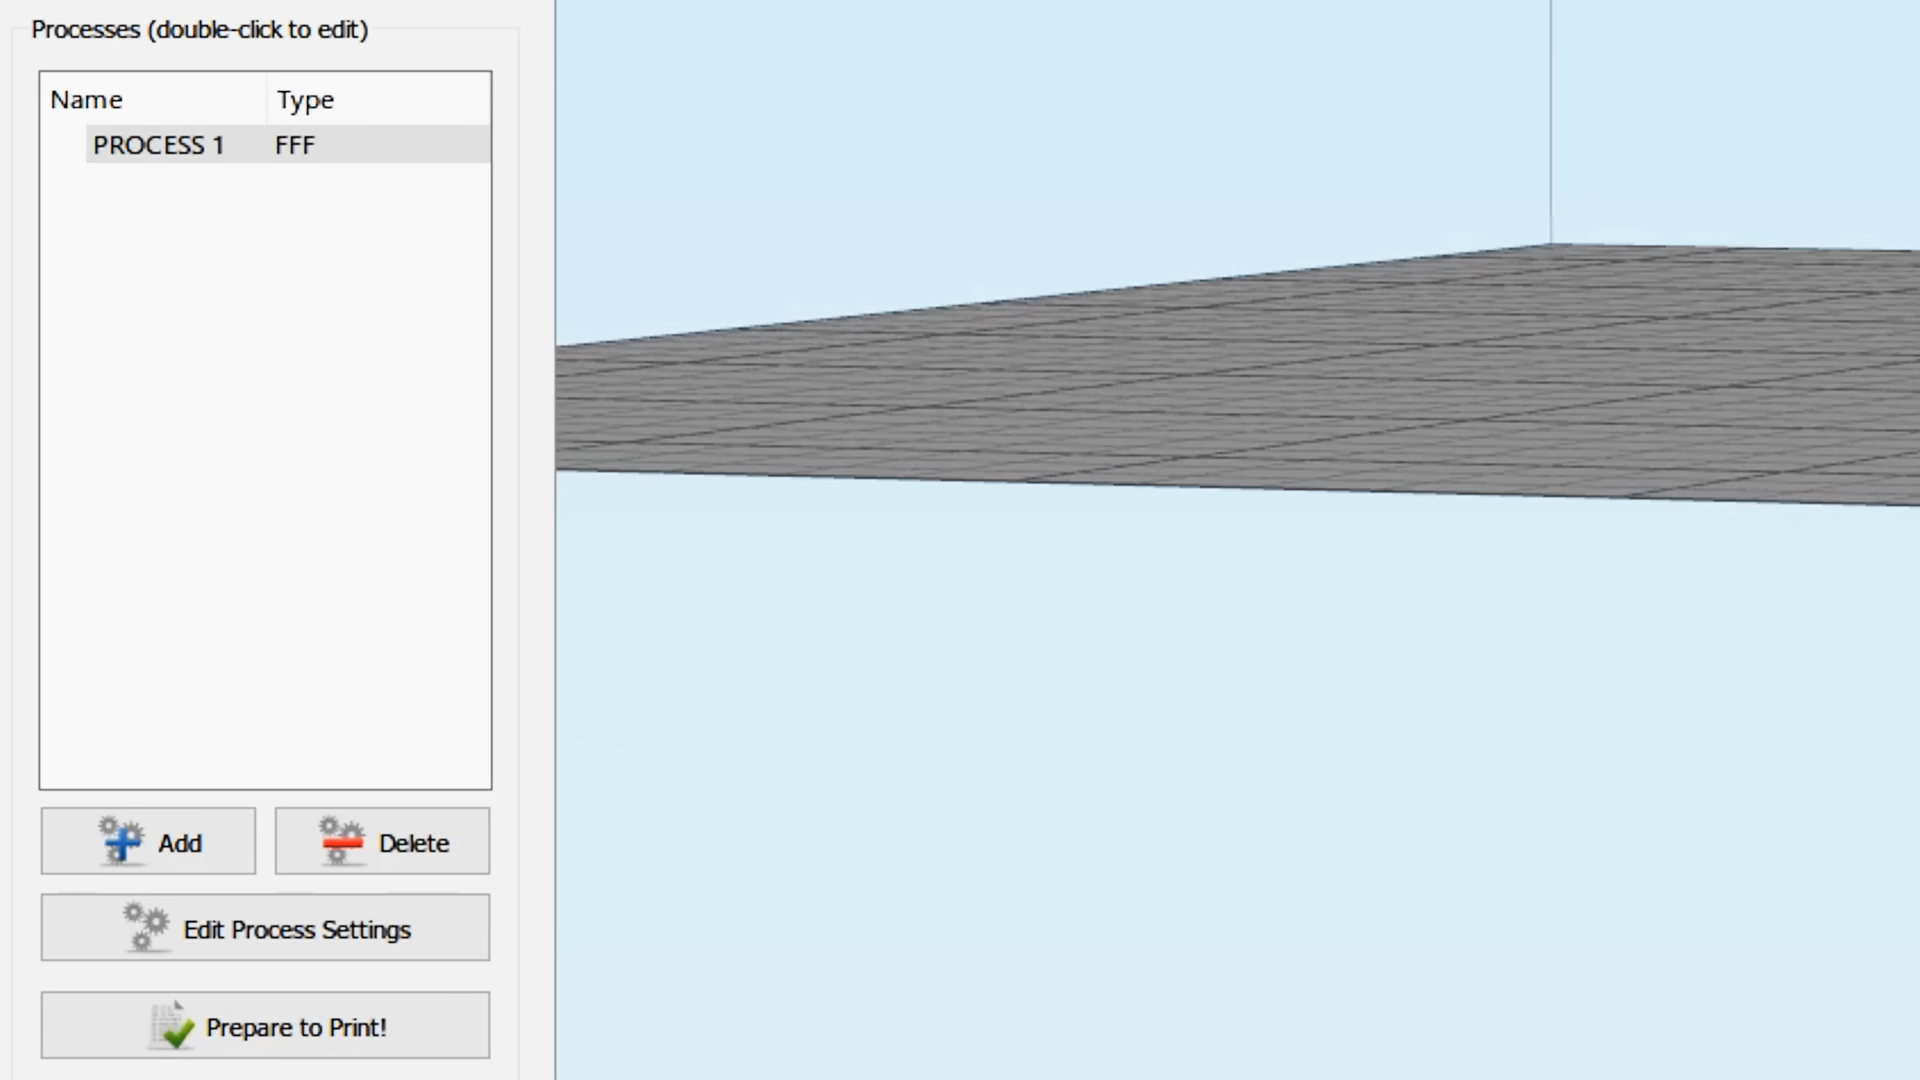 Processes (double-click to edit)
Name Type
PROCESS 1 FFF
Add Delete
Edit Process Settings
Prepare to Print!